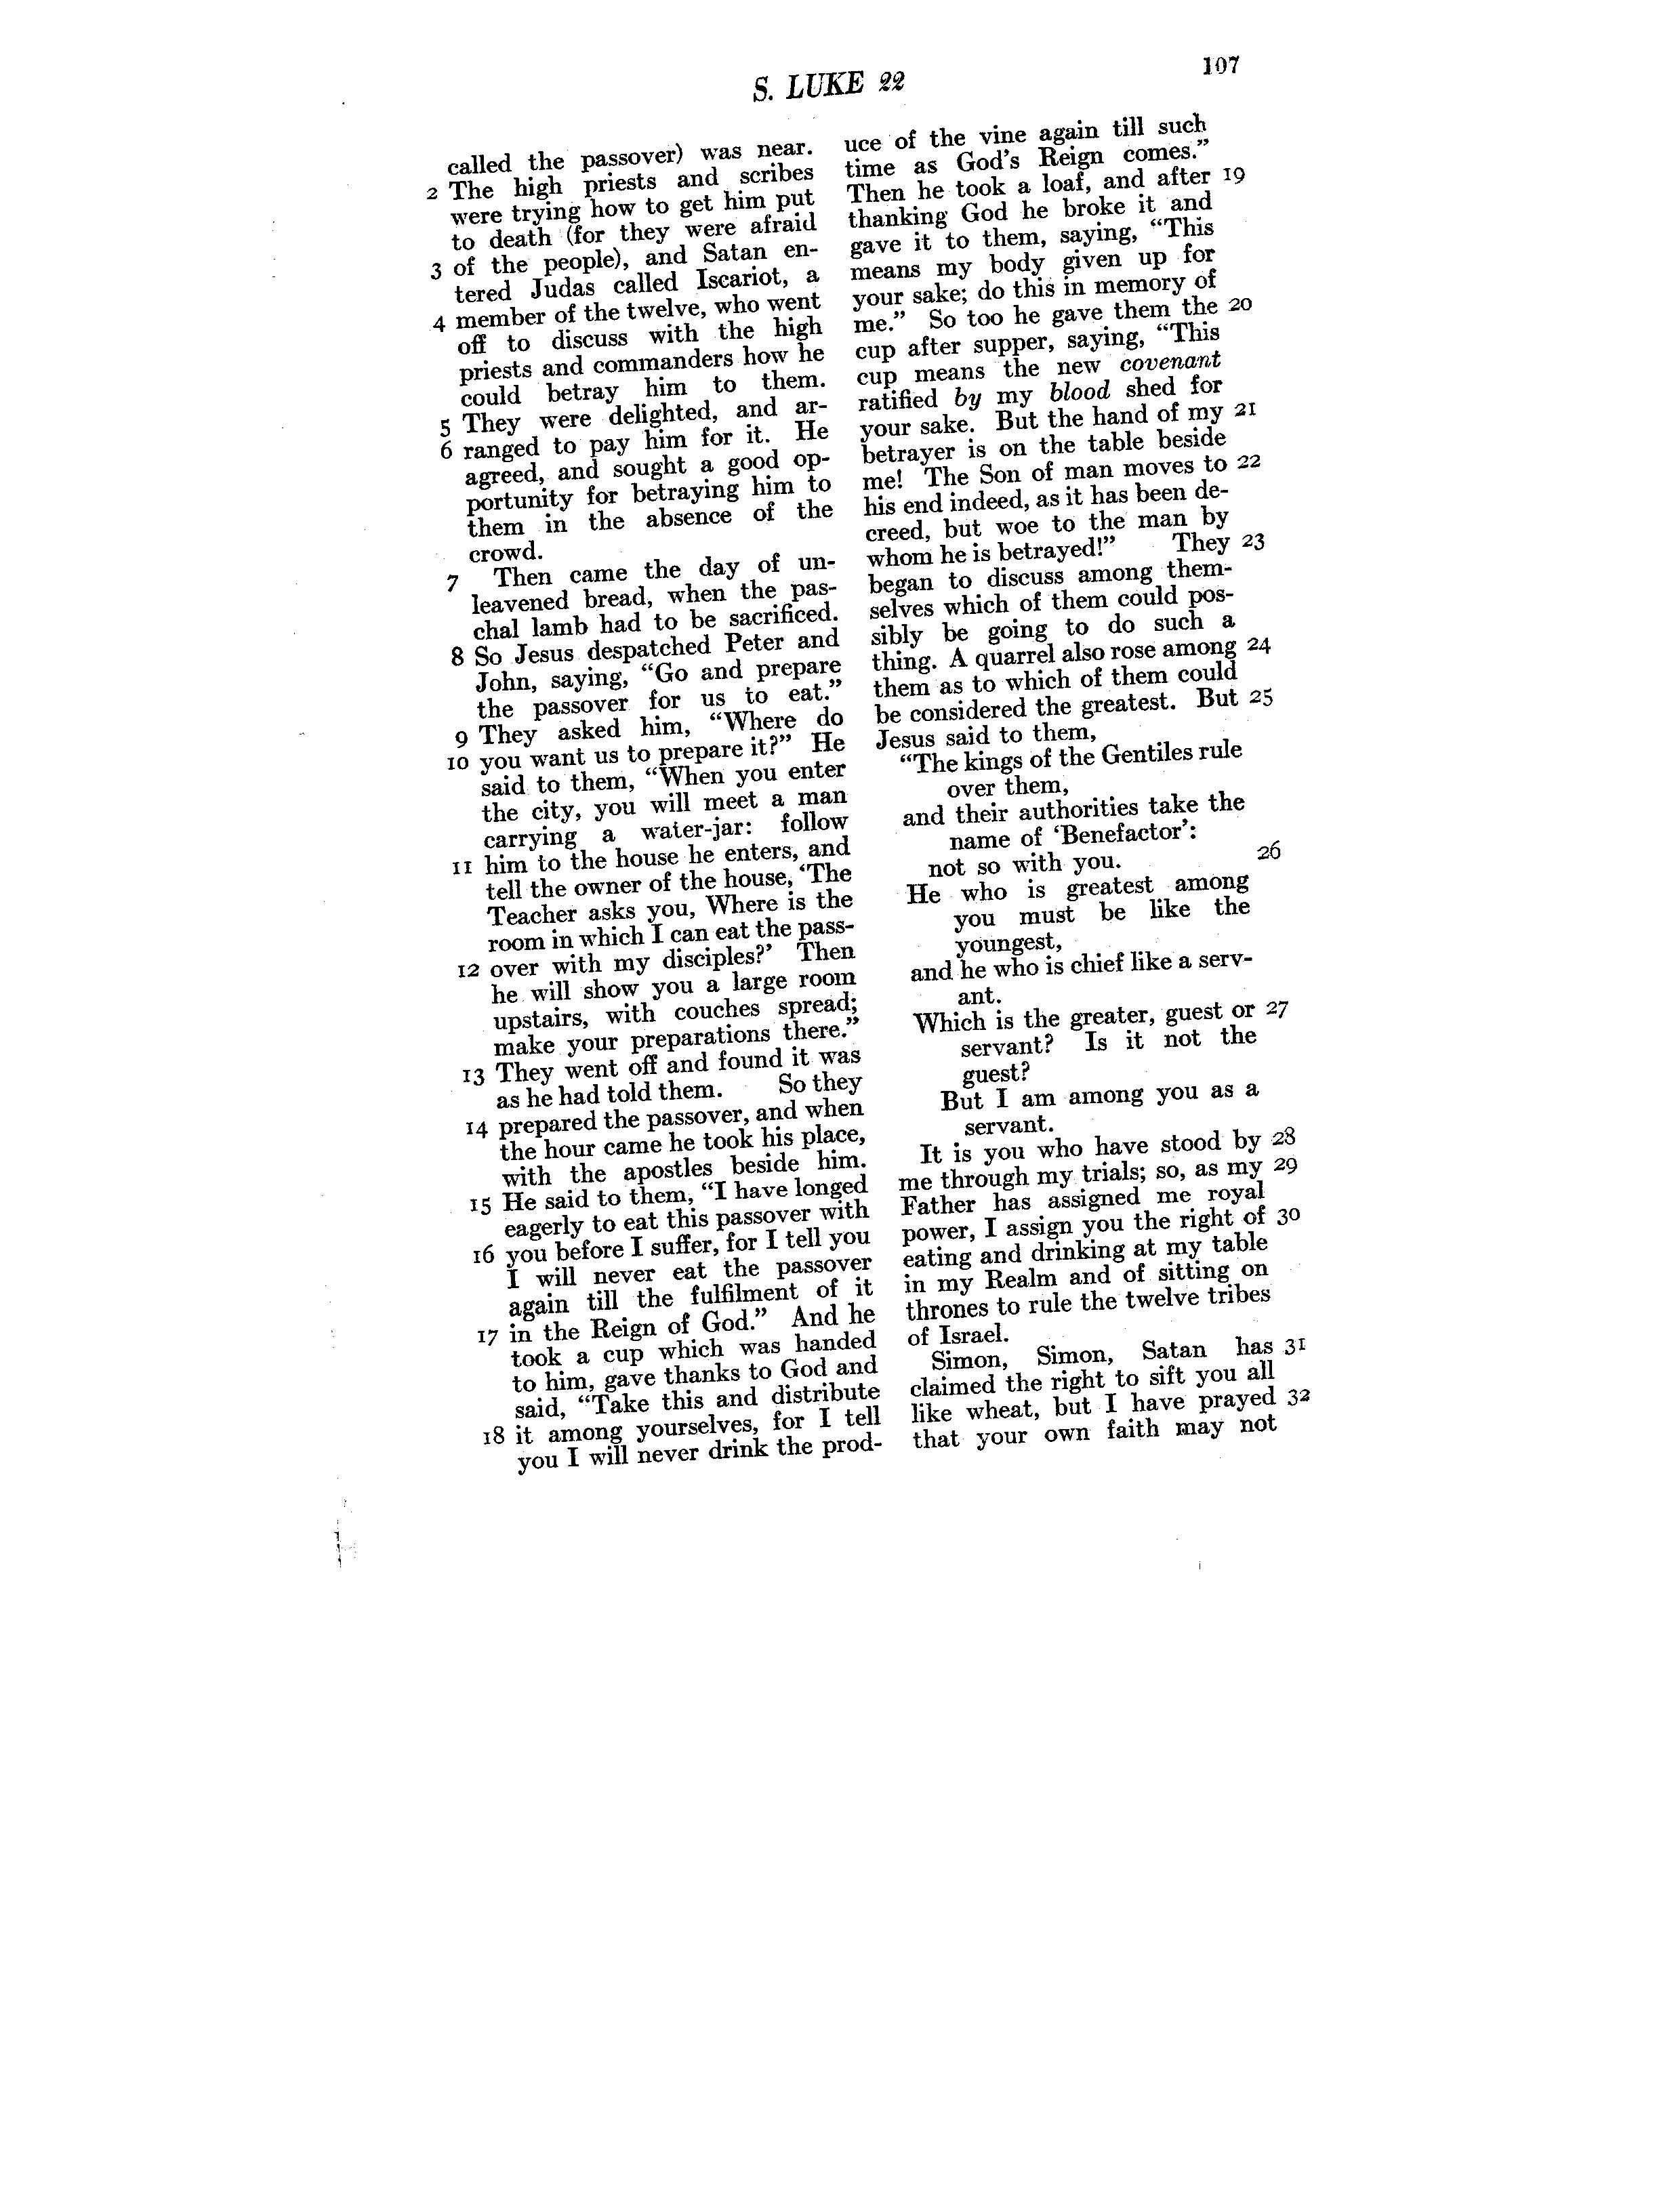 S. LUKE 22
107
called the passover) was near.
2 The high priests and scribes
were trying how to get him put
to death (for they were afraid
3 of the people), and Satan en-
tered Judas called Iscariot, a
4 member of the twelve, who went
off to discuss with the high
priests and commanders how he
could betray him to them.
5 They were delighted, and ar-
6 ranged to pay him for it. He
agreed, and sought a good op-
portunity for betraying him to
them in the absence of the
crowd.
7 Then came the day of un-
leavened bread, when the pas-
chal lamb had to be sacrificed.
8 So Jesus despatched Peter and
John, saying, “Go and prepare
the passover for us to eat.”
9 They asked him, “Where do
10 you want us to prepare it?” He
said to them, “When you enter
the city, you will meet a man
carrying a water-jar: follow
11 him to the house he enters, and
tell the owner of the house, ‘The
Teacher asks you, Where is the
room in which I can eat the pass-
12 over with my disciples?’ Then
he will show you a large room
upstairs, with couches spread;
make your preparations there.”
13 They went off and found it was
as he had told them. So they
14 prepared the passover, and when
the hour came he took his place,
with the apostles beside him.
15 He said to them, “I have longed
eagerly to eat this passover with
16 you before I suffer, for I tell you
I will never eat the passover
again till the fulfilment of it
17 in the Reign of God.” And he
took a cup which was handed
to him, gave thanks to God and
said, “Take this and distribute
18 it among yourselves, for I tell
you I will never drink the prod-
uce of the vine again till such
time as God’s Reign comes.”
Then he took a loaf, and after 19
thanking God he broke it and
gave it to them, saying, “This
means my body given up for
your sake; do this in memory of
me.” So too he gave them the 20
cup after supper, saying, “This
cup means the new covenant
ratified by my blood shed for
your sake. But the hand of my 21
betrayer is on the table beside
me! The Son of man moves to 22
his end indeed, as it has been de-
creed, but woe to the man by
whom he is betrayed!” They 23
began to discuss among them-
selves which of them could pos-
sibly be going to do such a
thing. A quarrel also rose among 24
them as to which of them could
be considered the greatest. But 25
Jesus said to them,
“The kings of the Gentiles rule
over them,
and their authorities take the
name of ‘Benefactor’:
not so with you. 26
He who is greatest among
you must be like the
youngest,
and he who is chief like a serv-
ant.
Which is the greater, guest or 27
servant? Is it not the
guest?
But I am among you as a
servant.
It is you who have stood by 28
me through my trials; so, as my 29
Father has assigned me royal
power, I assign you the right of 30
eating and drinking at my table
in my Realm and of sitting on
thrones to rule the twelve tribes
of Israel.
Simon, Simon, Satan has 31
claimed the right to sift you all
like wheat, but I have prayed 32
that your own faith may not